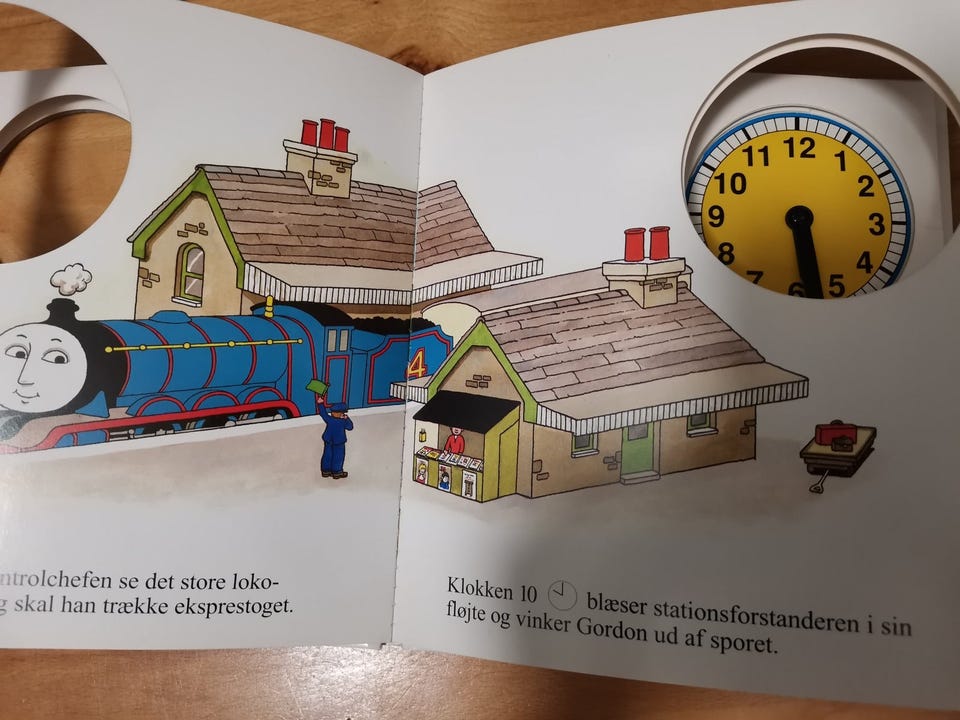 4
11 12 1
10 2
9 3
8 4
7 6 5
ntrolchefen se det store loko-
g skal han trække eksprestoget.
Klokken 10 blæser stationsforstanderen i sin
fløjte og vinker Gordon ud af sporet.